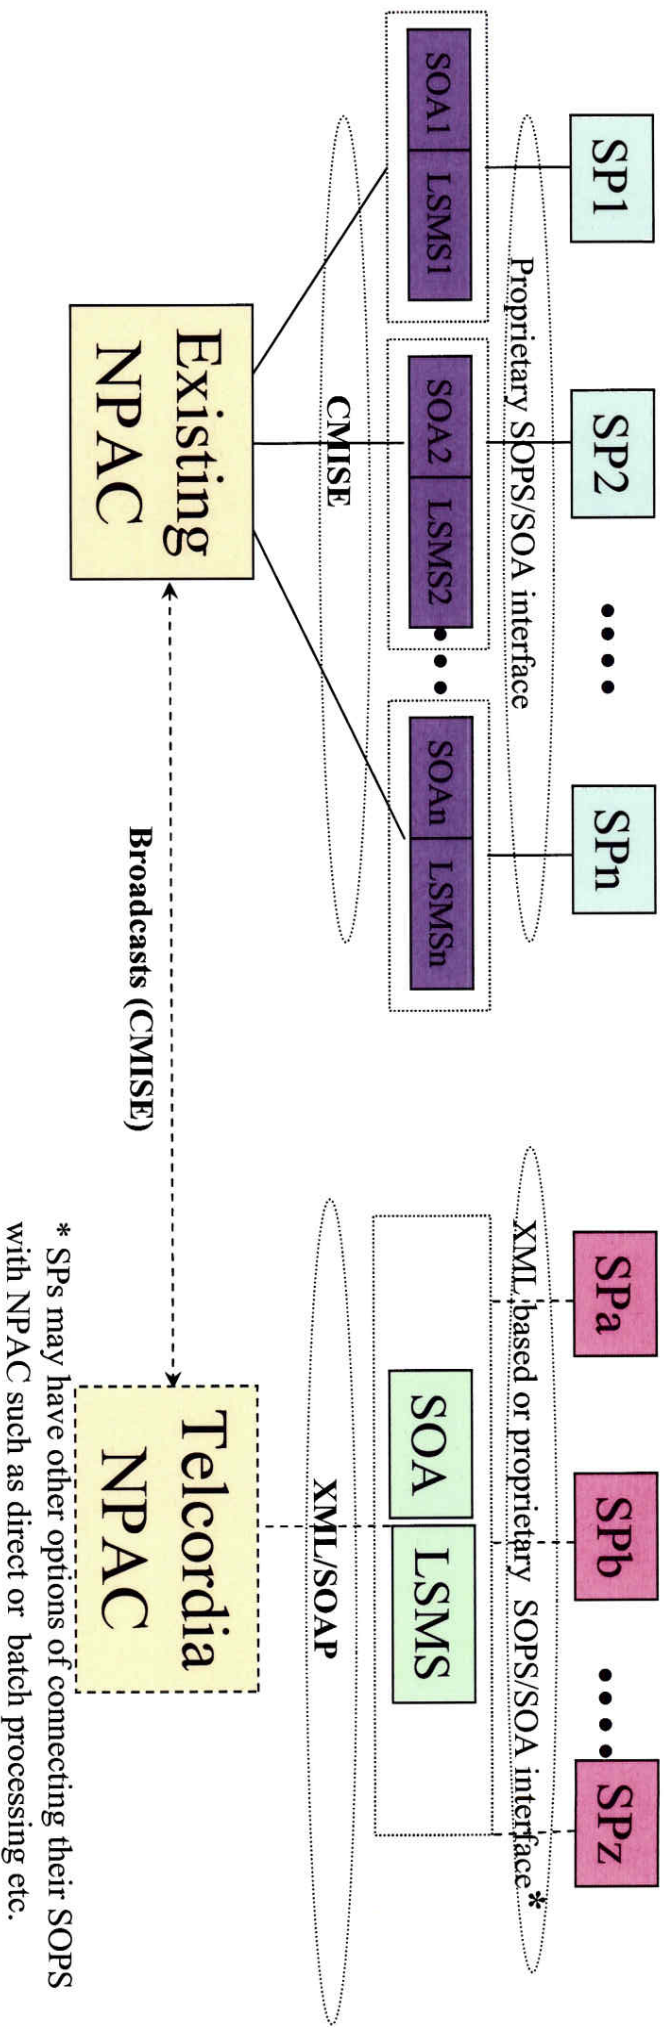 SP1
SP2
••••
SPn
Proprietary SOPS/SOA interface
SOA1
LSMS1
SOA2
LSMS2
•••
SOAn
LSMSn
CMISE
Existing
NPAC
Broadcasts (CMISE)
SPa
SPb
••••
SPz
XML based or proprietary SOPS/SOA interface*
SOA
LSMS
XML/SOAP
Telcordia
NPAC
* SPs may have other options of connecting their SOPS
with NPAC such as direct or batch processing etc.